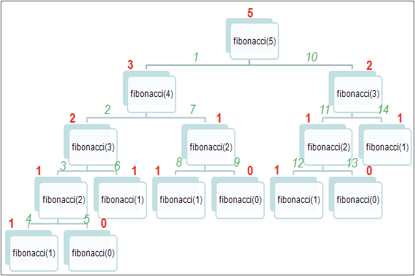 5
fibonacci(5)
1 10
3 2
fibonacci(4) fibonacci(3)
2 7 11 14
2 1 1 1
fibonacci(3) fibonacci(2) fibonacci(2) fibonacci(1)
3 6 8 9 12 13
1 1 1 0 1 0
fibonacci(2) fibonacci(1) fibonacci(1) fibonacci(0) fibonacci(1) fibonacci(0)
4 5
1 0
fibonacci(1) fibonacci(0)